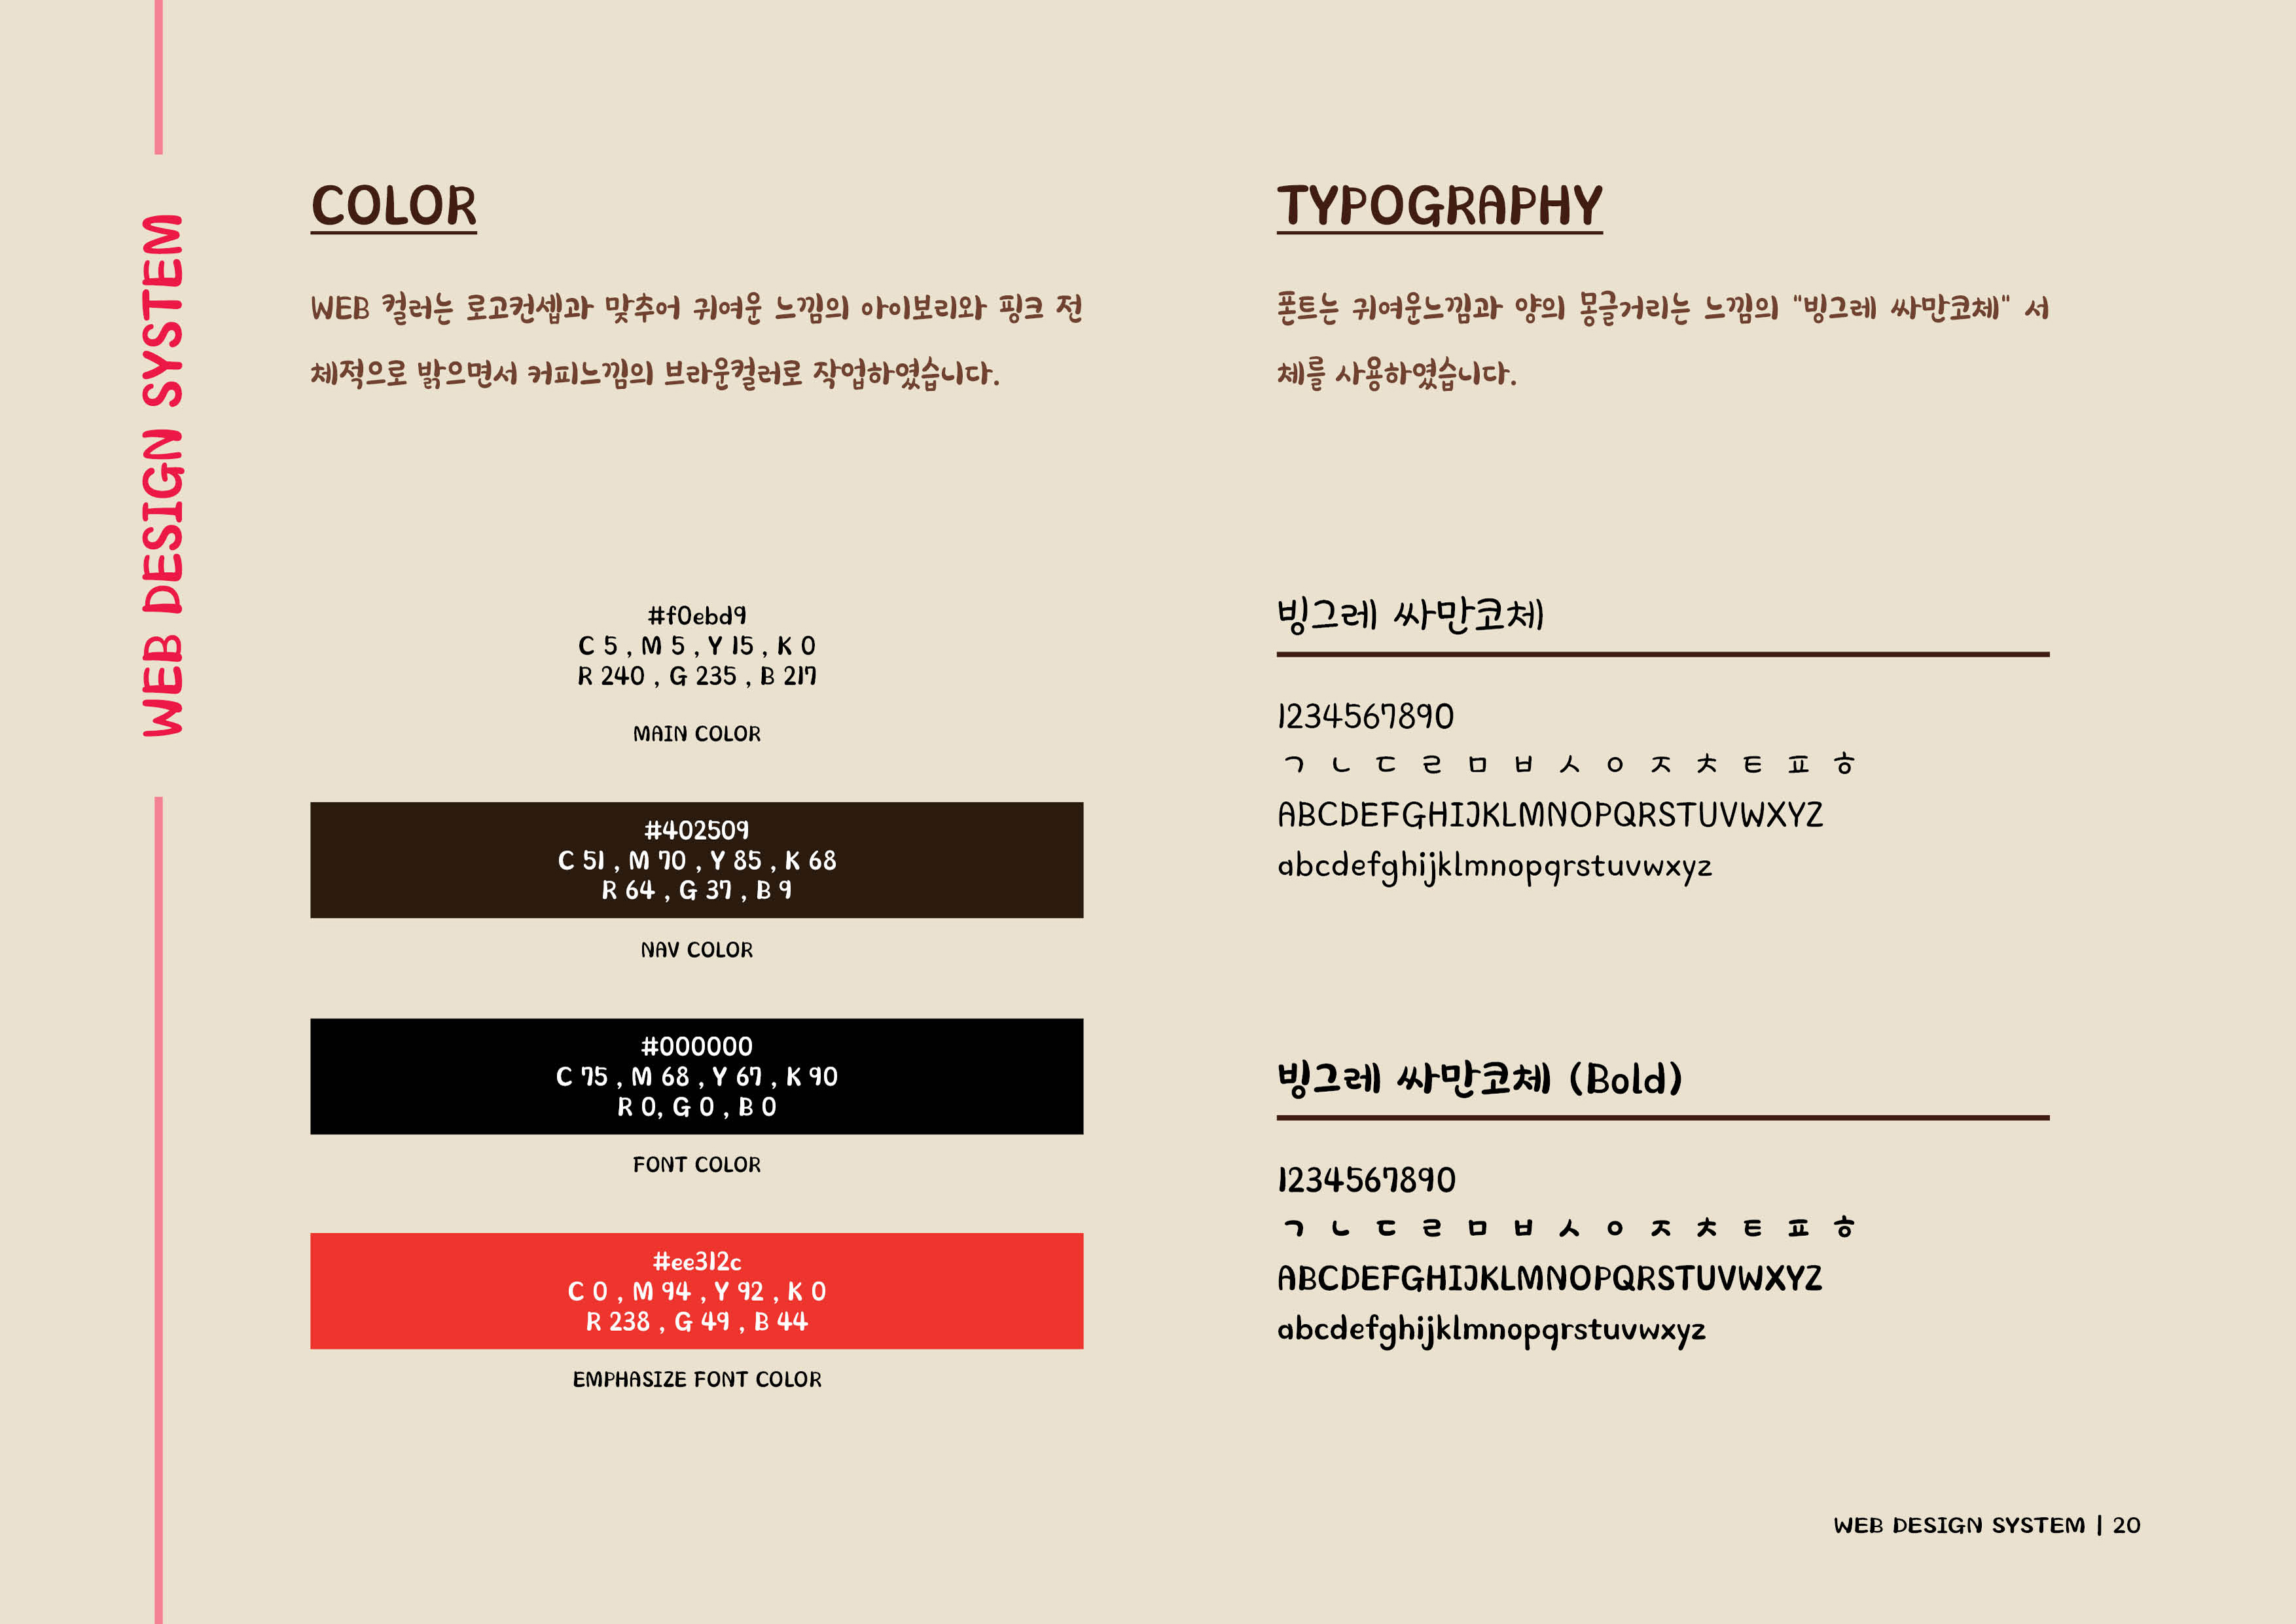 WEB DESIGN SYSTEM
COLOR
WEB 컬러는 로고컨셉과 맞추어 귀여운 느낌의 아이보리와 핑크 전
체적으로 밝으면서 커피느낌의 브라운컬러로 작업하였습니다.
#f0ebd9
C 5 , M 5 , Y 15 , K 0
R 240 , G 235 , B 217
MAIN COLOR
#402509
C 51 , M 70 , Y 85 , K 68
R 64 , G 37 , B 9
NAV COLOR
#000000
C 75 , M 68 , Y 67 , K 90
R 0, G 0 , B 0
FONT COLOR
#ee312c
C 0 , M 94 , Y 92 , K 0
R 238 , G 49 , B 44
EMPHASIZE FONT COLOR
TYPOGRAPHY
폰트는 귀여운느낌과 양의 몽글거리는 느낌의 "빙그레 싸만코체" 서
체를 사용하였습니다.
빙그레 싸만코체
1234567890
ㄱ ㄴ ㄷ ㄹ ㅁ ㅂ ㅅ ㅇ ㅈ ㅊ ㅌ ㅍ ㅎ
ABCDEFGHIJKLMNOPQRSTUVWXYZ
abcdefghijklmnopqrstuvwxyz
빙그레 싸만코체 (Bold)
1234567890
ㄱ ㄴ ㄷ ㄹ ㅁ ㅂ ㅅ ㅇ ㅈ ㅊ ㅌ ㅍ ㅎ
ABCDEFGHIJKLMNOPQRSTUVWXYZ
abcdefghijklmnopqrstuvwxyz
WEB DESIGN SYSTEM | 20